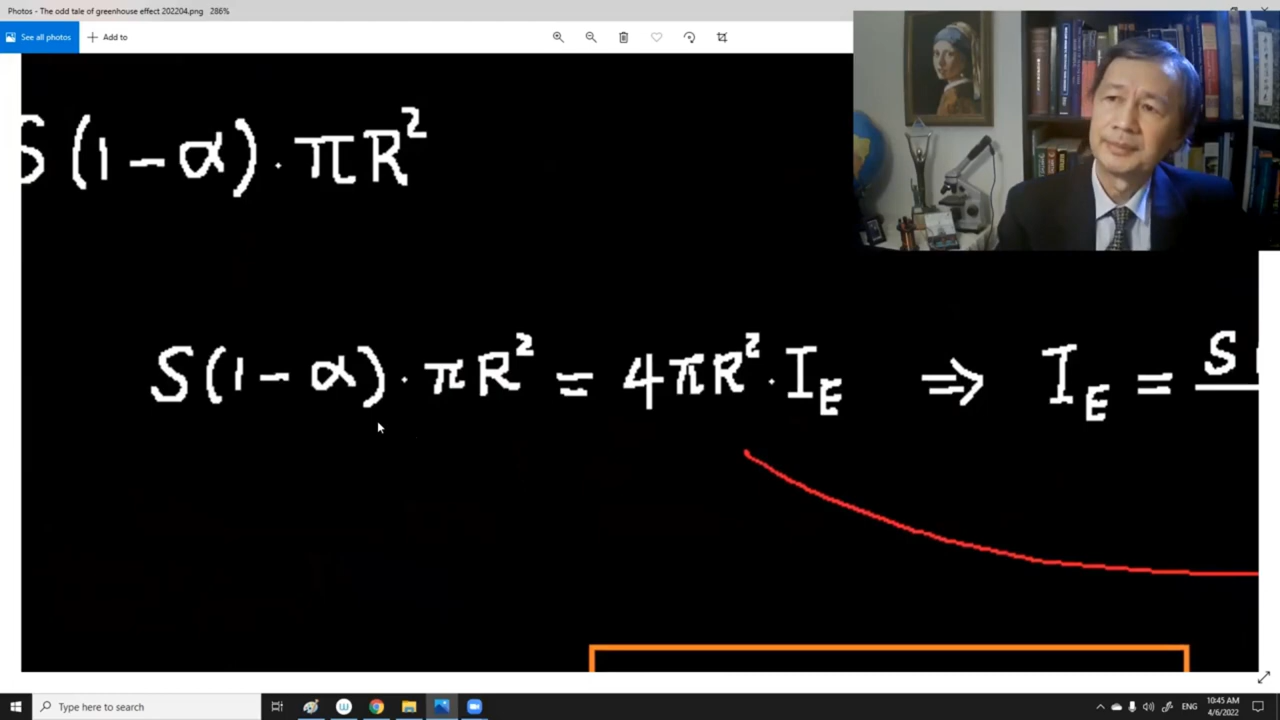 Photos - The odd tale of greenhouse effect 202204.png 286%
See all photos
Add to
S(1-α)·πR²
S(1-α)·πR² = 4πR²·I_E ⇒ I_E = S
Type here to search
ENG
10:45 AM
4/6/2022